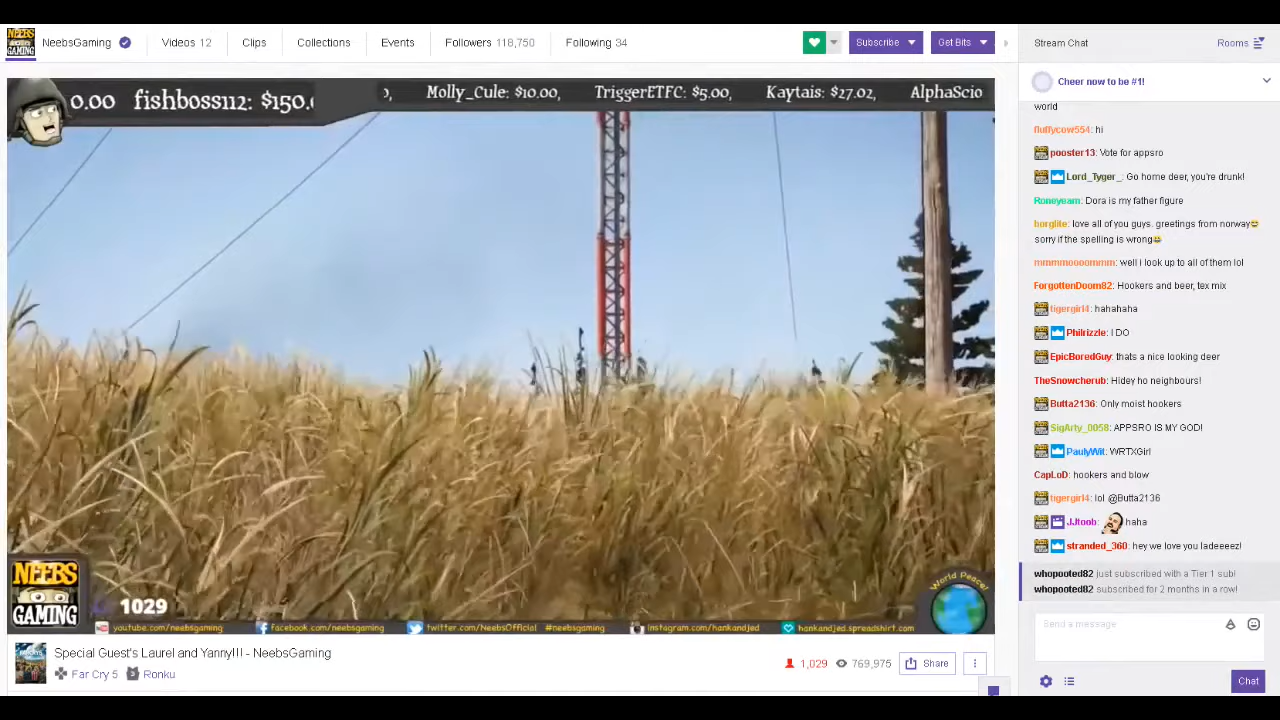 NEEBS
GAMING
NeebsGaming
Videos 12
Clips
Collections
Events
Followers 118,750
Following 34
Subscribe
Get Bits
Stream Chat
Rooms
0.00 fishboss112: $150.
Molly_Cule: $10.00, TriggerETFC: $5.00, Kaytais: $27.02, AlphaScio
Cheer now to be #1!
world
fluffycow554: hi
pooster13: Vote for appsro
Lord_Tyger_: Go home deer, you're drunk!
Roneyeam: Dora is my father figure
borglite: love all of you guys. greetings from norway
sorry if the spelling is wrong
mmmmoooommm: well i look up to all of them lol
ForgottenDoom82: Hookers and beer, tex mix
tigergirl4: hahahaha
Philrizzle: I DO
EpicBoredGuy: thats a nice looking deer
TheSnowcherub: Hidey ho neighbours!
Butta2136: Only moist hookers
SigArty_0058: APPSRO IS MY GOD!
PaulyWit: WRTXGirl
CapLoD: hookers and blow
tigergirl4: lol @Butta2136
JJtoob: haha
stranded_360: hey we love you ladeeeez!
whopooted82 just subscribed with a Tier 1 sub!
whopooted82 subscribed for 2 months in a row!
Send a message
Chat
NEEBS
GAMING
1029
World Peace!
youtube.com/neebsgaming
facebook.com/neebsgaming
twitter.com/NeebsOfficial #neebsgaming
instagram.com/hankandjed
hankandjed.spreadshirt.com
Special Guest's Laurel and Yanny!!! - NeebsGaming
Far Cry 5
Ronku
1,029
769,975
Share